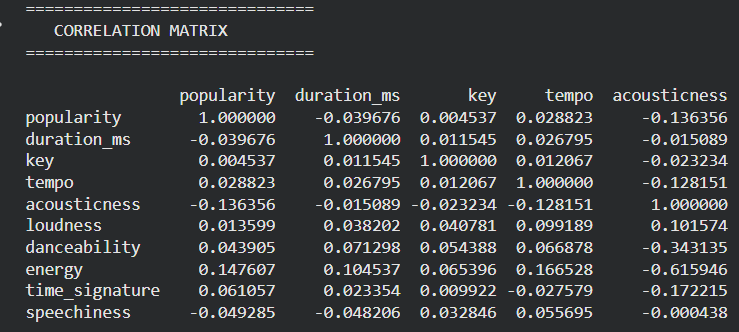 ==============================
CORRELATION MATRIX
==============================
popularity duration_ms key tempo acousticness
popularity 1.000000 -0.039676 0.004537 0.028823 -0.136356
duration_ms -0.039676 1.000000 0.011545 0.026795 -0.015089
key 0.004537 0.011545 1.000000 0.012067 -0.023234
tempo 0.028823 0.026795 0.012067 1.000000 -0.128151
acousticness -0.136356 -0.015089 -0.023234 -0.128151 1.000000
loudness 0.013599 0.038202 0.040781 0.099189 0.101574
danceability 0.043905 0.071298 0.054388 0.066878 -0.343135
energy 0.147607 0.104537 0.065396 0.166528 -0.615946
time_signature 0.061057 0.023354 0.009922 -0.027579 -0.172215
speechiness -0.049285 -0.048206 0.032846 0.055695 -0.000438